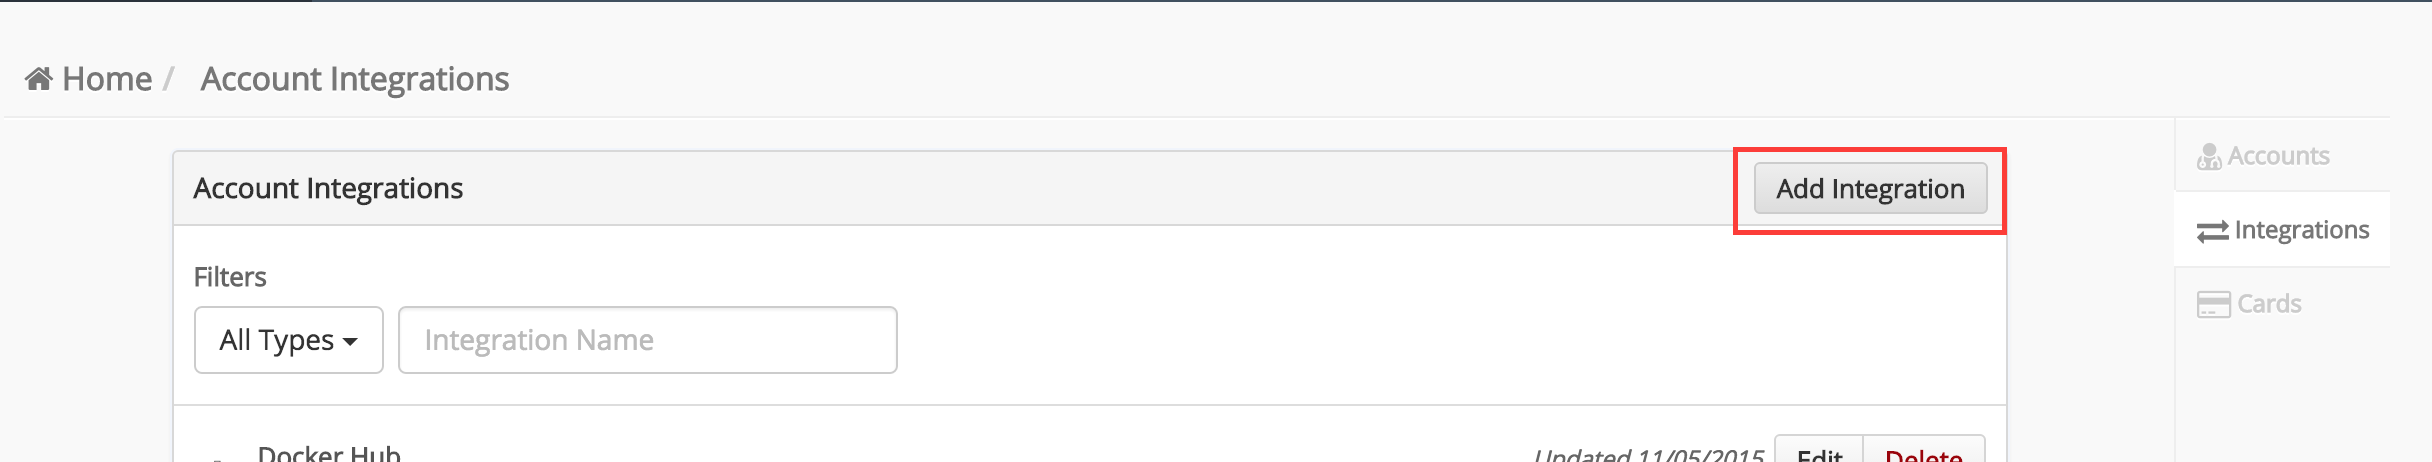 Home / Account Integrations
Account Integrations
Add Integration
Filters
All Types
Integration Name
Docker Hub
Updated 11/05/2015
Edit
Delete
Accounts
Integrations
Cards